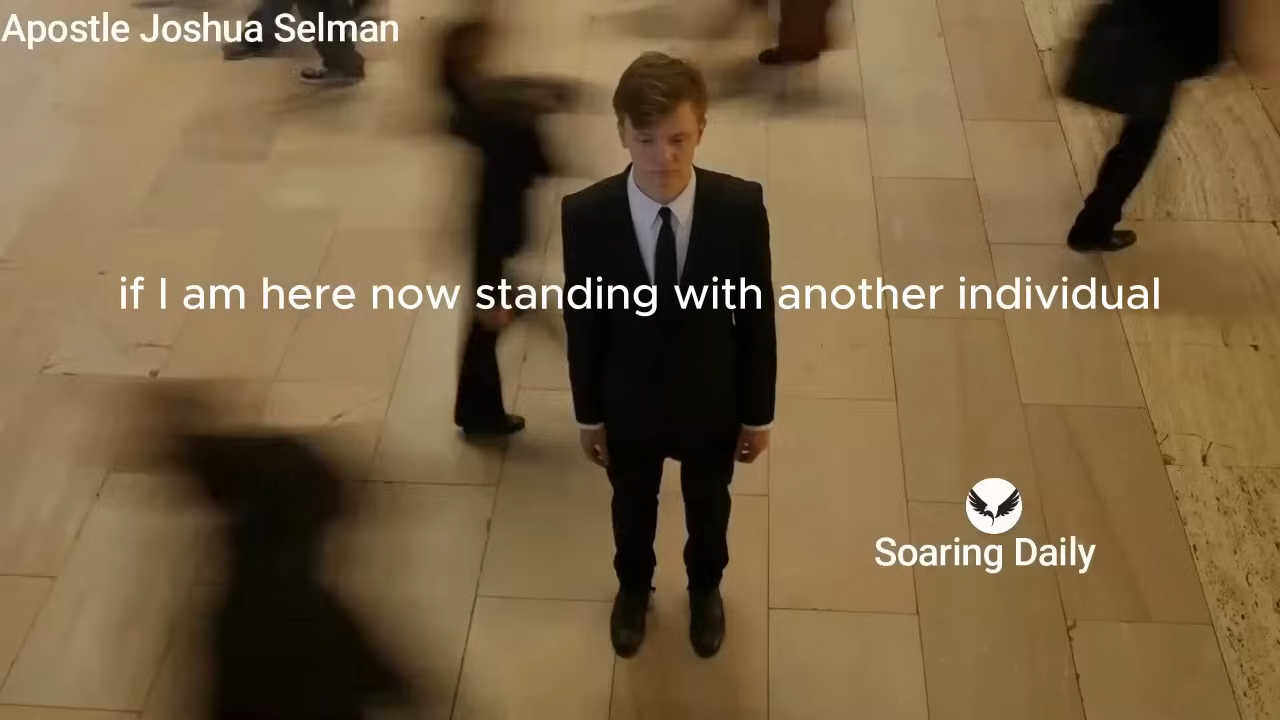 Apostle Joshua Selman
if I am here now standing with another individual
Soaring Daily